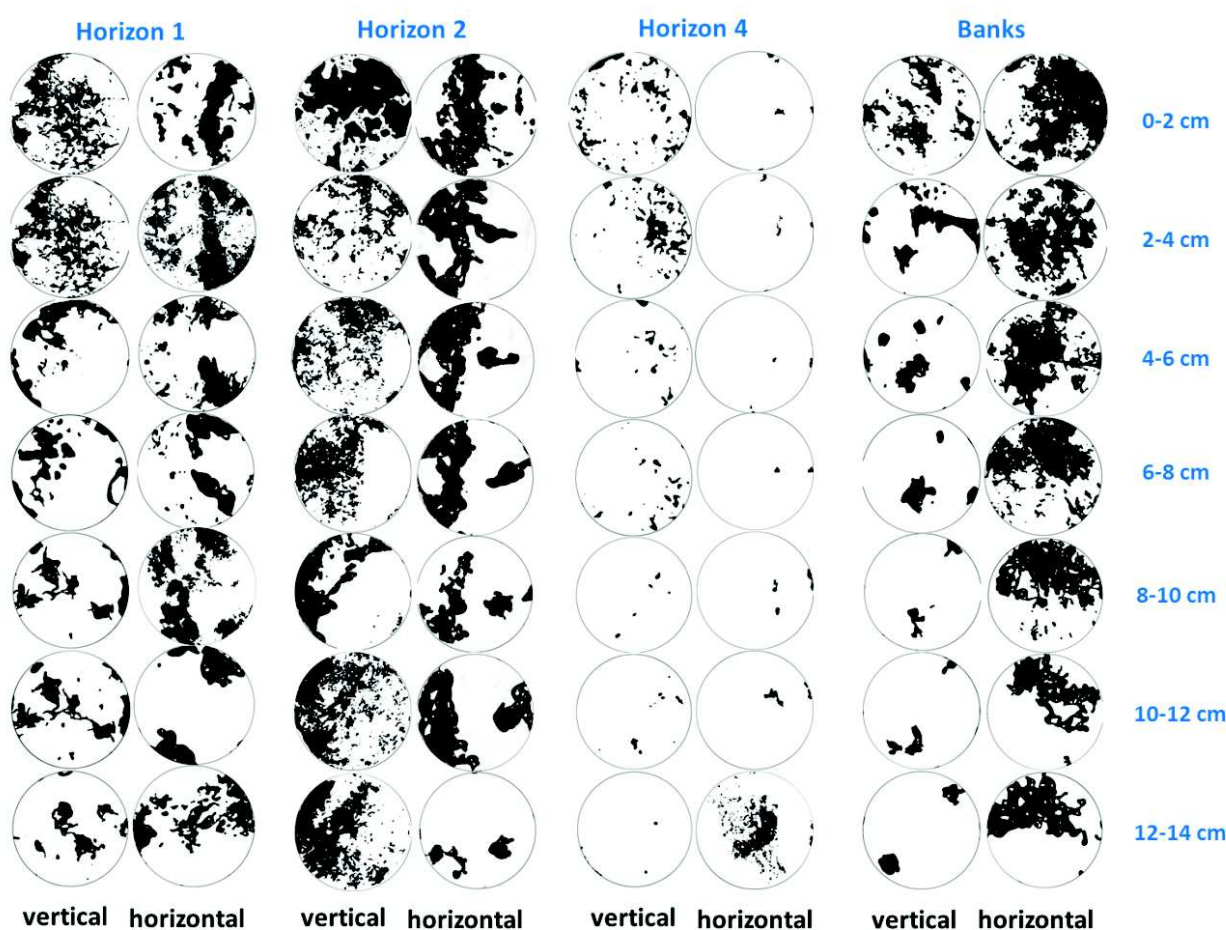 Horizon 1 Horizon 2 Horizon 4 Banks
0-2 cm
2-4 cm
4-6 cm
6-8 cm
8-10 cm
10-12 cm
12-14 cm
vertical horizontal vertical horizontal vertical horizontal vertical horizontal